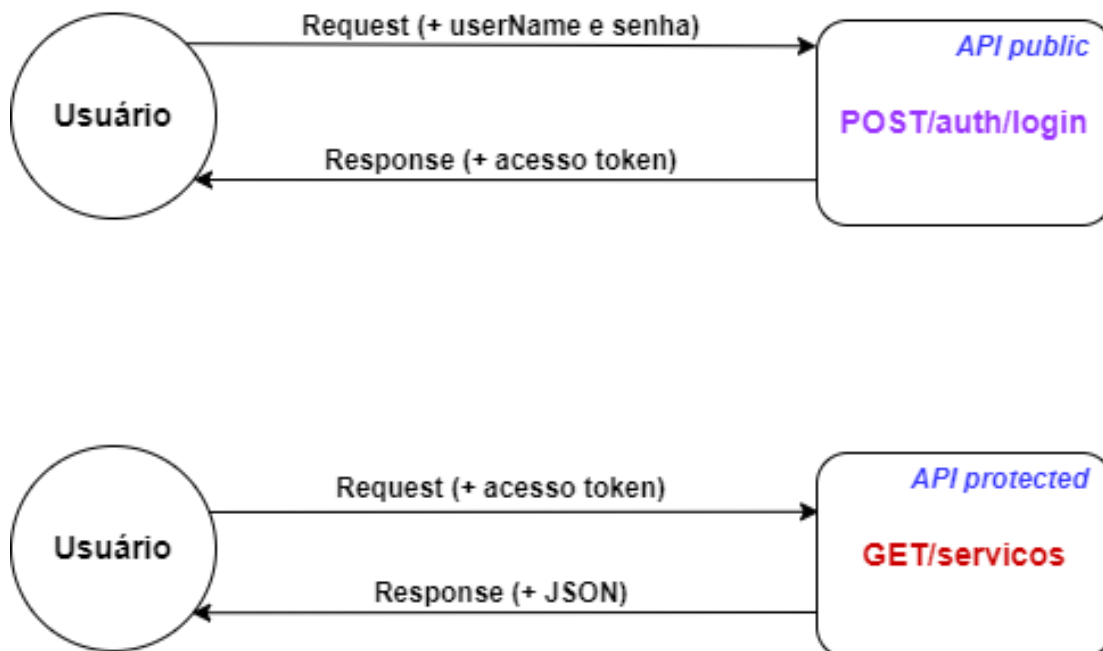 Request (+ userName e senha)
API public
Usuário
POST/auth/login
Response (+ acesso token)
API protected
Request (+ acesso token)
Usuário
GET/servicos
Response (+ JSON)